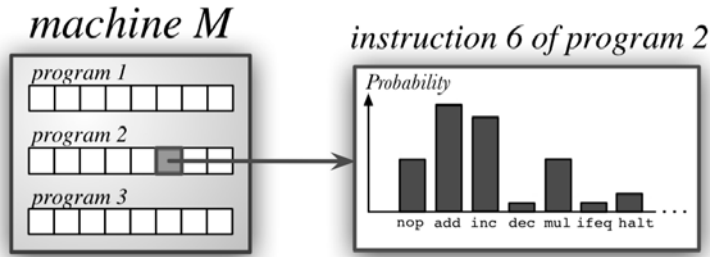 machine M
program 1
program 2
program 3
instruction 6 of program 2
Probability
nop add inc dec mul ifeq halt ...